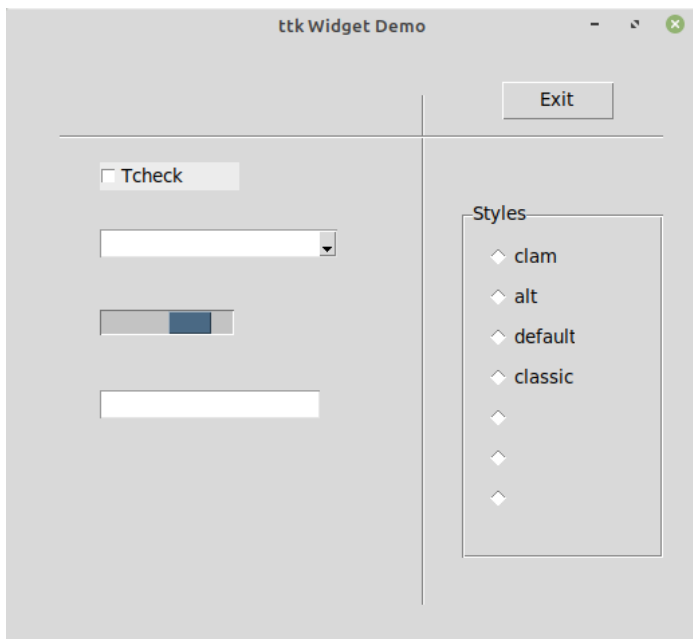 ttk Widget Demo
Exit
Tcheck
Styles
clam
alt
default
classic